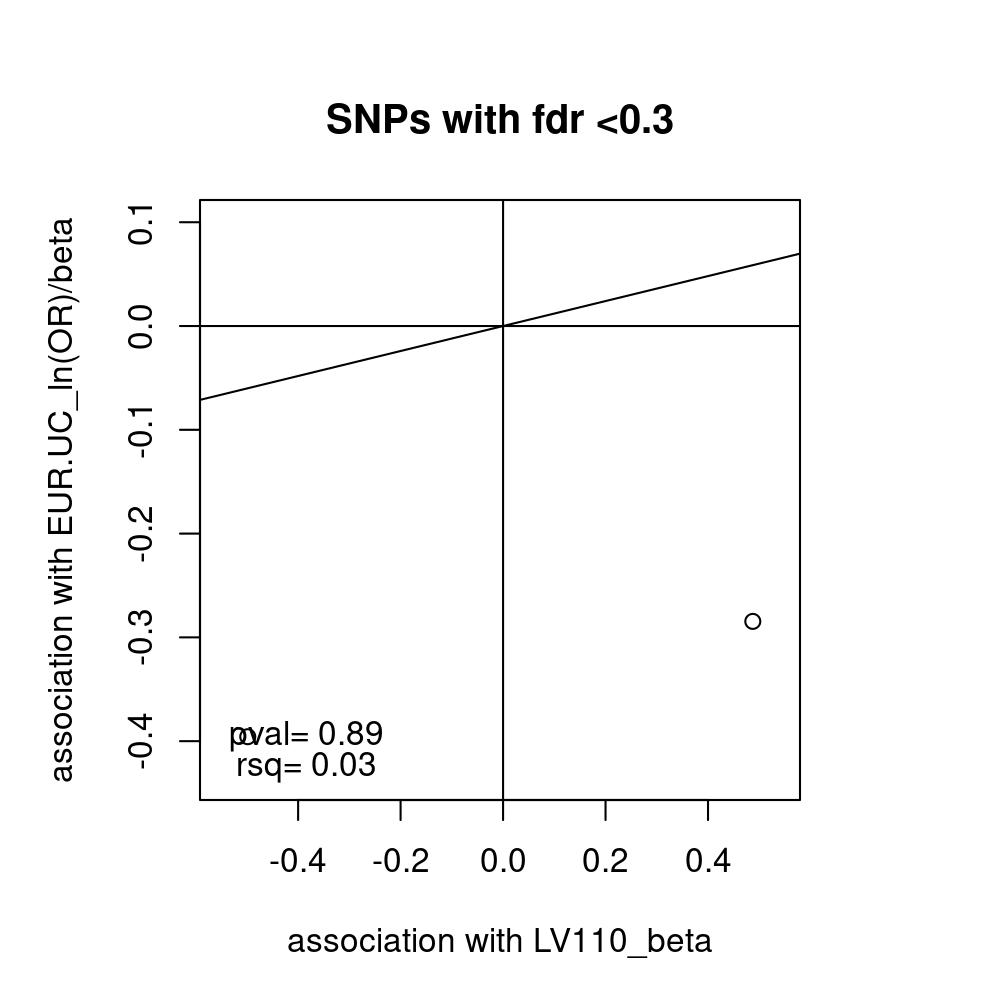 SNPs with fdr <0.3
association with EUR.UC_ln(OR)/beta
0.1
0.0
-0.1
-0.2
-0.3
-0.4
pval= 0.89
rsq= 0.03
-0.4 -0.2 0.0 0.2 0.4
association with LV110_beta